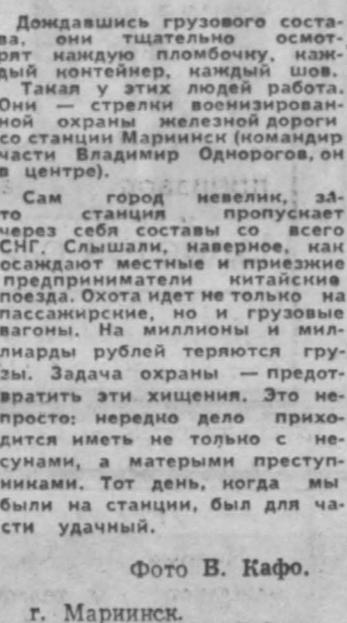 Дождавшись грузового соста-
ва, они тщательно осмот-
рят каждую пломбочку, каж-
дый контейнер, каждый шов.
Такая у этих людей работа.
Они — стрелки военизирован-
ной охраны железной дороги
со станции Мариинск (командир
части Владимир Однорогов, он
в центре).
Сам город невелик, за-
то станция пропускает
через себя составы со всего
СНГ. Слышали, наверное, как
осаждают местные и приезжие
предприниматели китайские
поезда. Охота идет не только на
пассажирские, но и грузовые
вагоны. На миллионы и мил-
лиарды рублей теряются гру-
зы. Задача охраны — предот-
вратить эти хищения. Это не-
просто: нередко дело прихо-
дится иметь не только с не-
сунами, а матерыми преступ-
никами. Тот день, когда мы
были на станции, был для ча-
сти удачный.
Фото В. Кафо.
г. Мариинск.